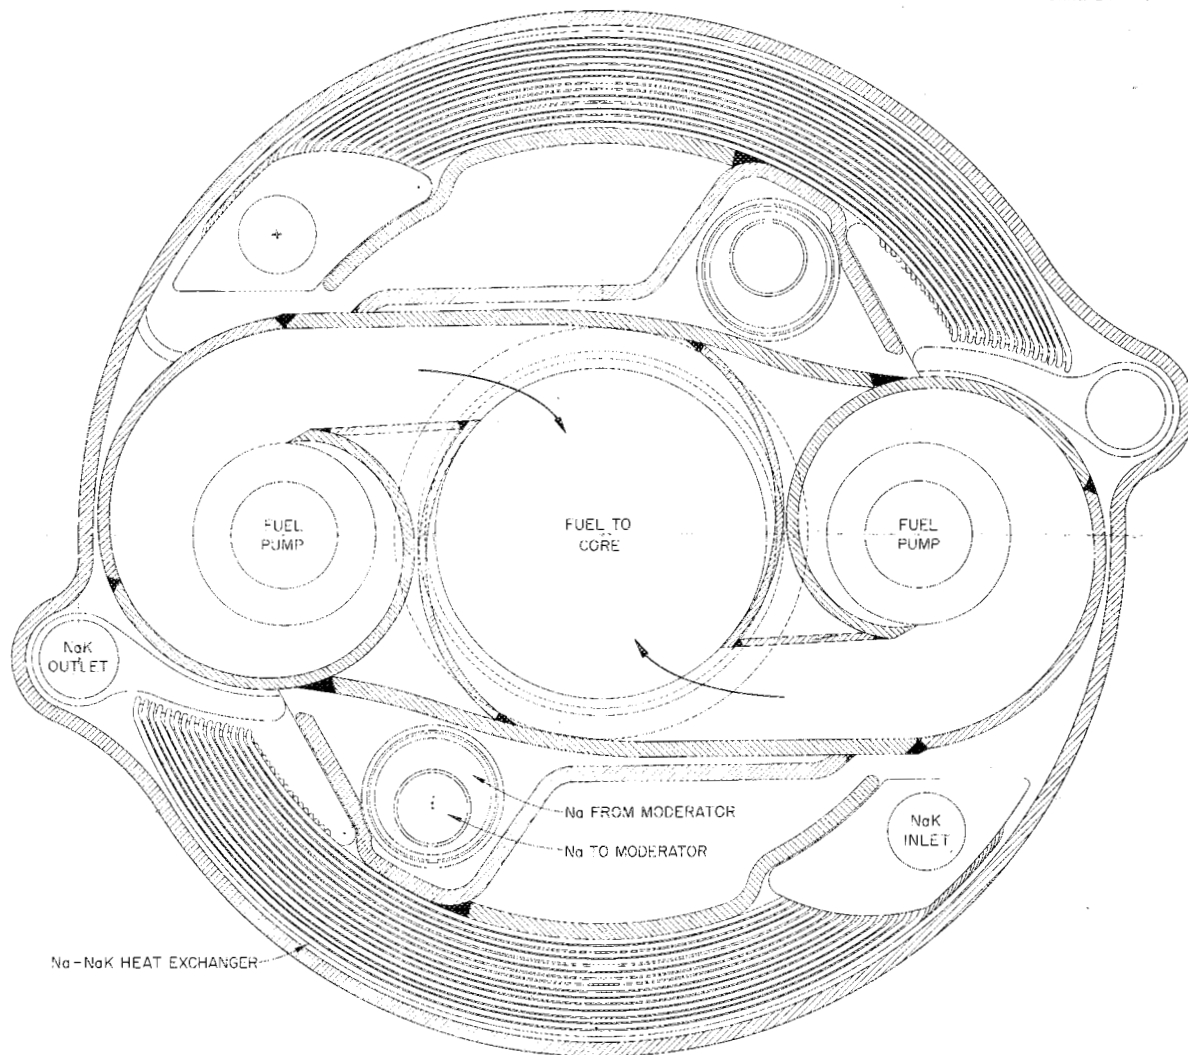 FUEL
PUMP
FUEL TO
CORE
FUEL
PUMP
NaK
OUTLET
Na FROM MODERATOR
Na TO MODERATOR
NaK
INLET
Na-NaK HEAT EXCHANGER